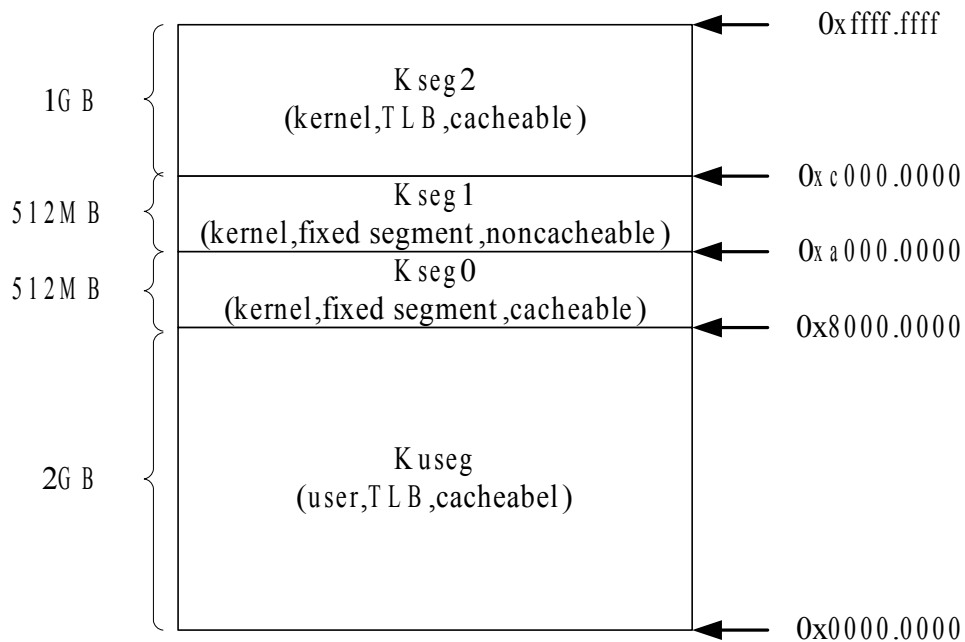 0xffff.ffff
Kseg2
1GB
(kernel,TLB,cacheable)
0xc000.0000
Kseg1
512MB
(kernel,fixed segment,noncacheable)
0xa000.0000
Kseg0
512MB
(kernel,fixed segment,cacheable)
0x8000.0000
Kuseg
2GB
(user,TLB,cacheabel)
0x0000.0000